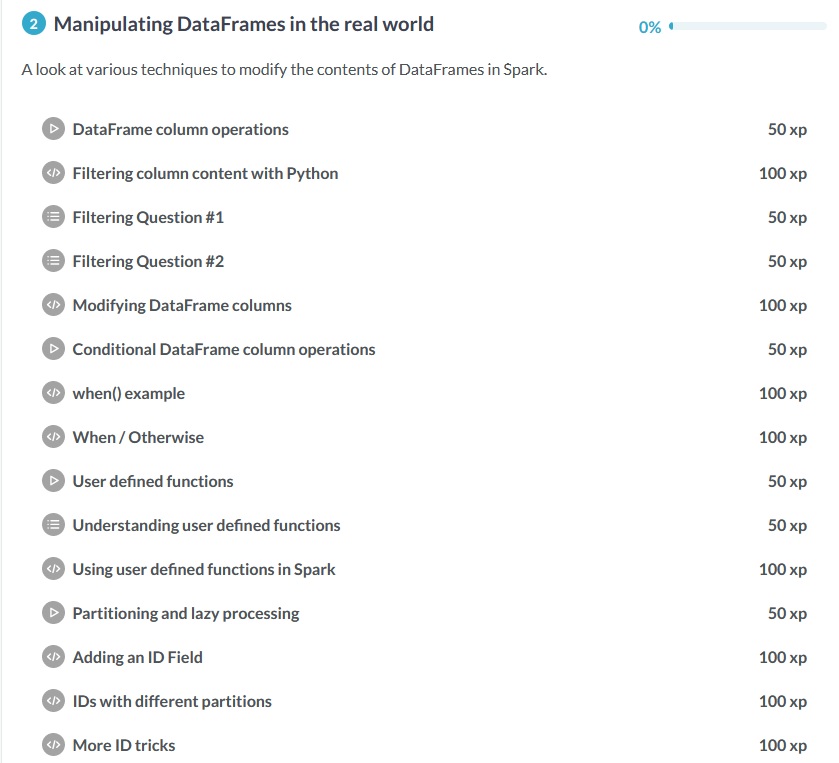 2 Manipulating DataFrames in the real world 0%
A look at various techniques to modify the contents of DataFrames in Spark.
DataFrame column operations 50 xp
Filtering column content with Python 100 xp
Filtering Question #1 50 xp
Filtering Question #2 50 xp
Modifying DataFrame columns 100 xp
Conditional DataFrame column operations 50 xp
when() example 100 xp
When / Otherwise 100 xp
User defined functions 50 xp
Understanding user defined functions 50 xp
Using user defined functions in Spark 100 xp
Partitioning and lazy processing 50 xp
Adding an ID Field 100 xp
IDs with different partitions 100 xp
More ID tricks 100 xp